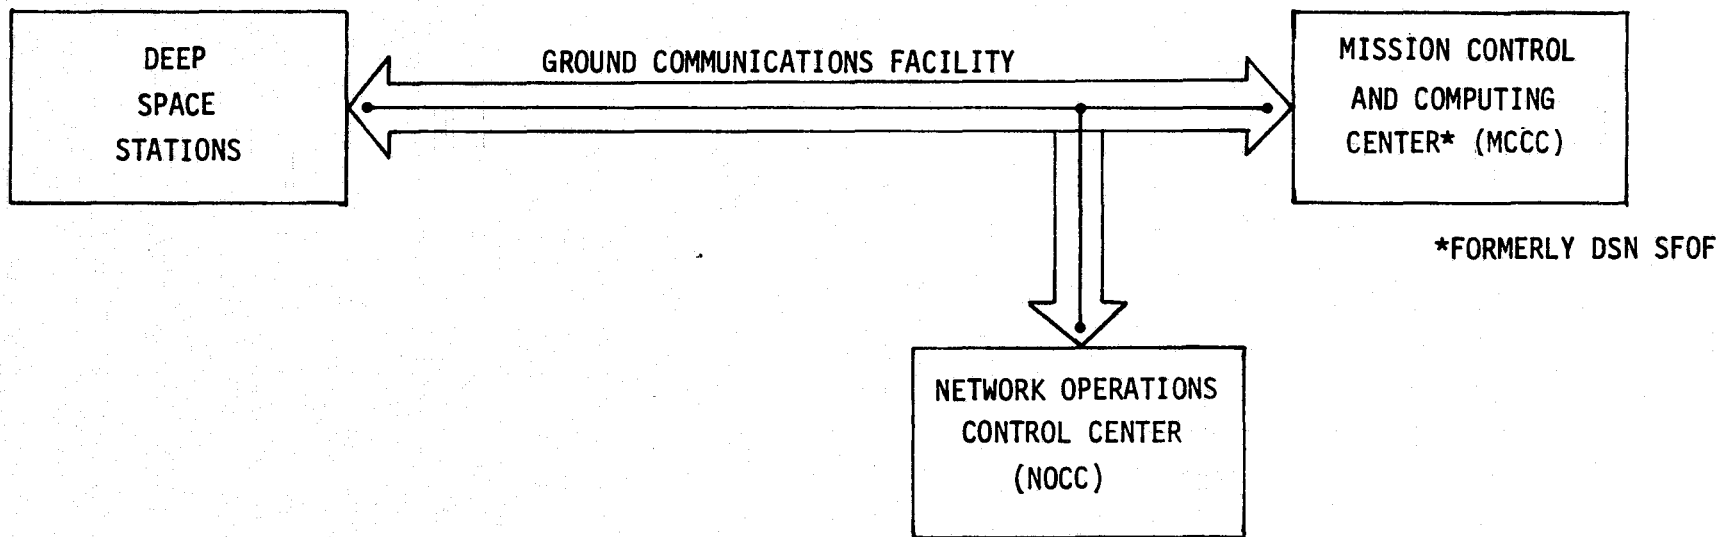 DEEP
SPACE
STATIONS
GROUND COMMUNICATIONS FACILITY
MISSION CONTROL
AND COMPUTING
CENTER* (MCCC)
*FORMERLY DSN SFOF
NETWORK OPERATIONS
CONTROL CENTER
(NOCC)